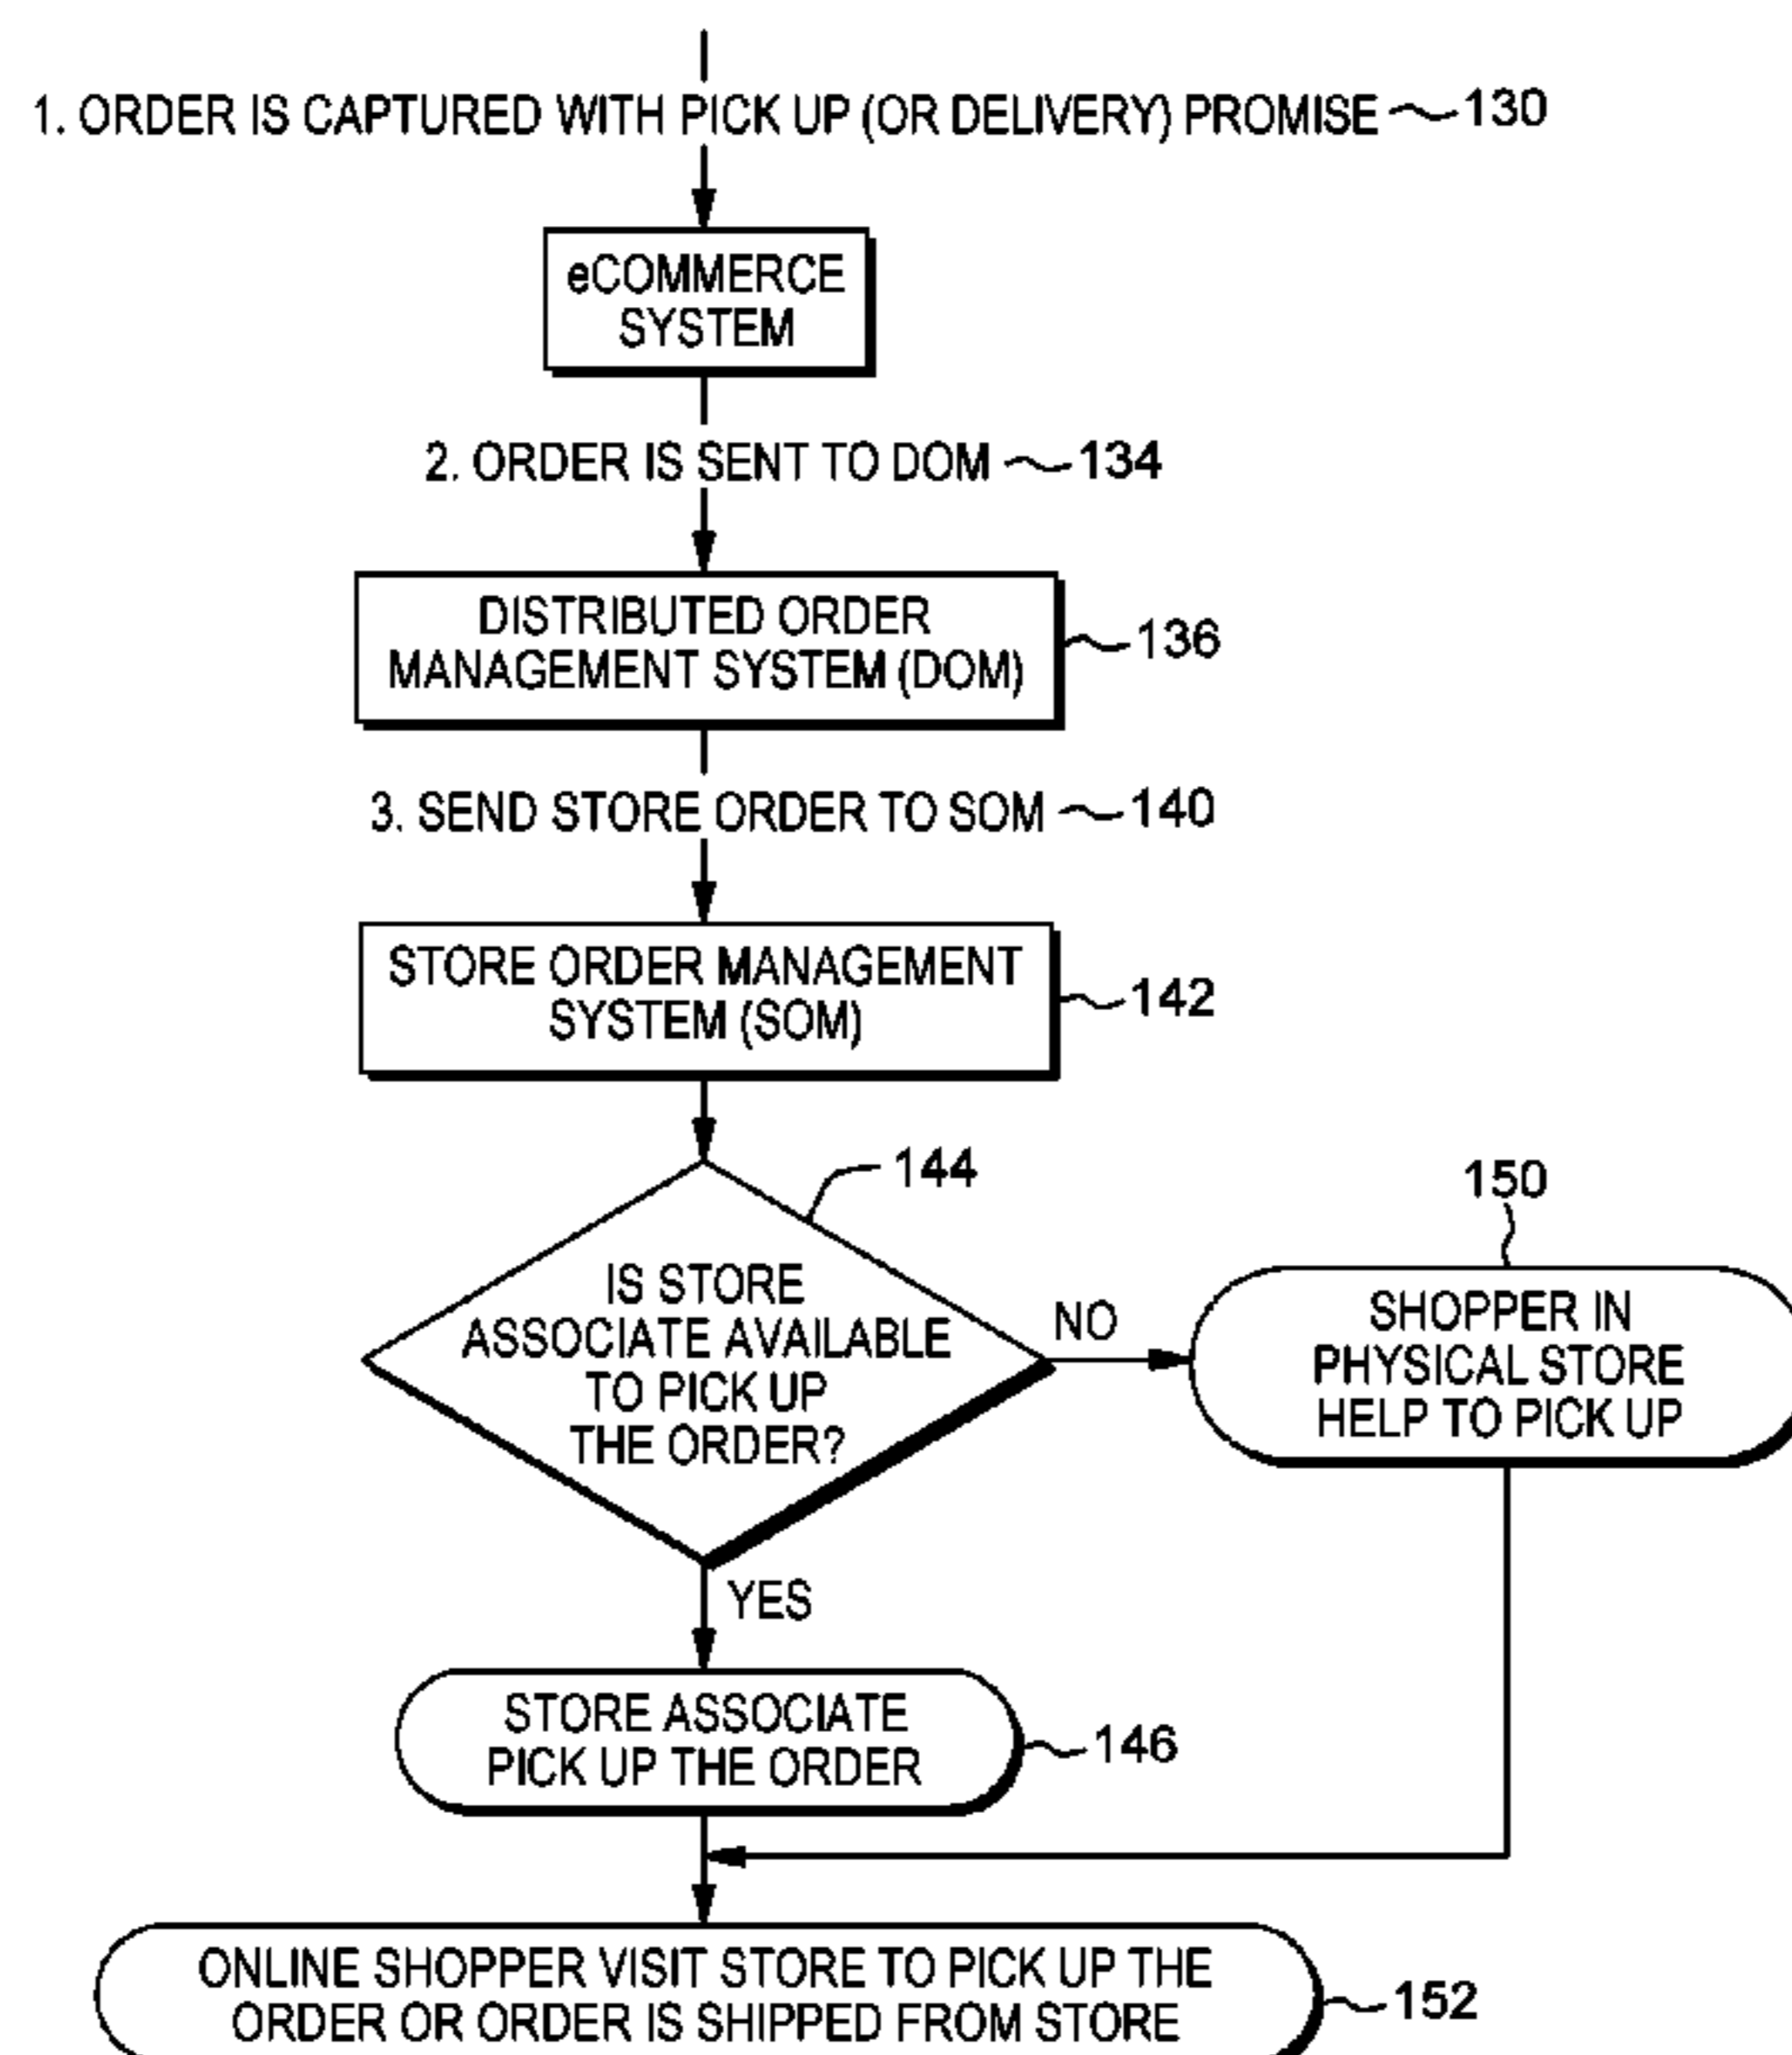 1. ORDER IS CAPTURED WITH PICK UP (OR DELIVERY) PROMISE 130
eCOMMERCE
SYSTEM
2. ORDER IS SENT TO DOM 134
DISTRIBUTED ORDER
MANAGEMENT SYSTEM (DOM)
136
3. SEND STORE ORDER TO SOM 140
STORE ORDER MANAGEMENT
SYSTEM (SOM)
142
144
IS STORE
ASSOCIATE AVAILABLE
TO PICK UP
THE ORDER?
NO
150
SHOPPER IN
PHYSICAL STORE
HELP TO PICK UP
YES
STORE ASSOCIATE
PICK UP THE ORDER
146
ONLINE SHOPPER VISIT STORE TO PICK UP THE
ORDER OR ORDER IS SHIPPED FROM STORE
152